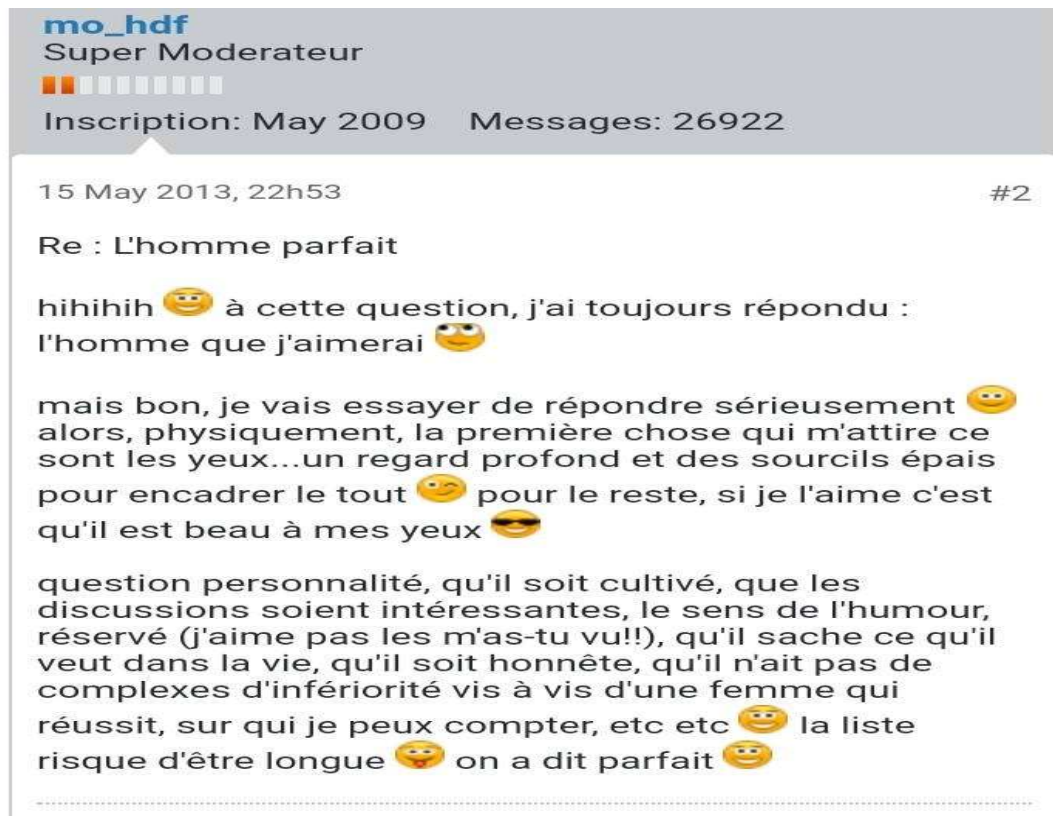 mo_hdf
Super Moderateur
Inscription: May 2009 Messages: 26922
15 May 2013, 22h53 #2
Re : L'homme parfait
hihihih à cette question, j'ai toujours répondu :
l'homme que j'aimerai
mais bon, je vais essayer de répondre sérieusement
alors, physiquement, la première chose qui m'attire ce
sont les yeux...un regard profond et des sourcils épais
pour encadrer le tout pour le reste, si je l'aime c'est
qu'il est beau à mes yeux
question personnalité, qu'il soit cultivé, que les
discussions soient intéressantes, le sens de l'humour,
réservé (j'aime pas les m'as-tu vu!!), qu'il sache ce qu'il
veut dans la vie, qu'il soit honnête, qu'il n'ait pas de
complexes d'infériorité vis à vis d'une femme qui
réussit, sur qui je peux compter, etc etc la liste
risque d'être longue on a dit parfait